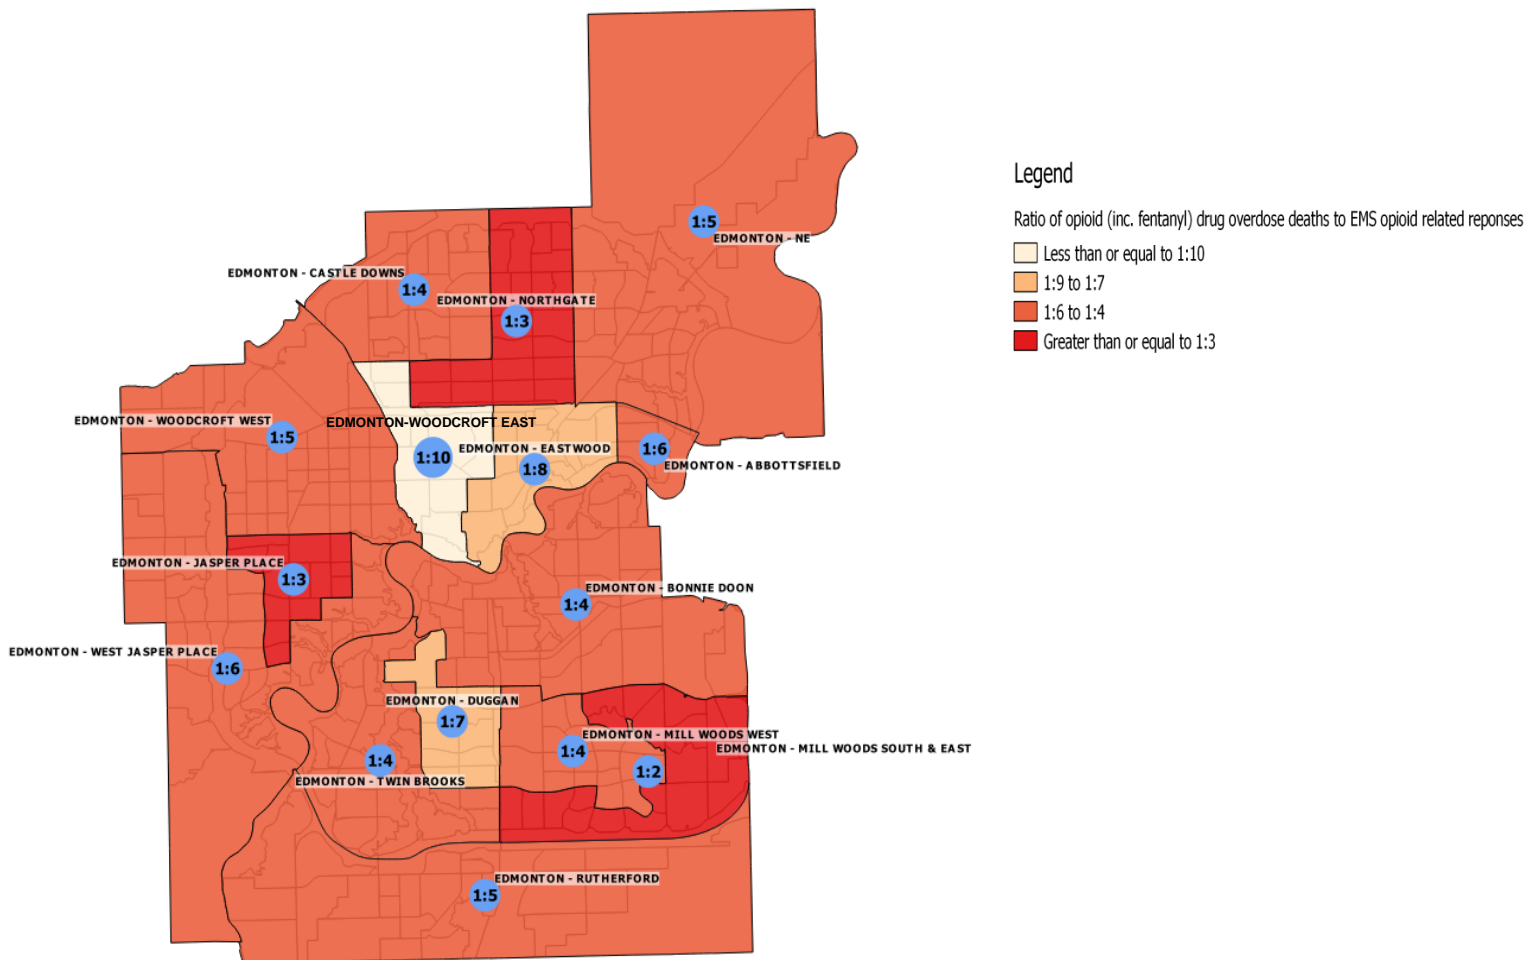 Legend
Ratio of opioid (inc. fentanyl) drug overdose deaths to EMS opioid related reponses
Less than or equal to 1:10
1:9 to 1:7
1:6 to 1:4
Greater than or equal to 1:3
1:5
EDMONTON - NE
EDMONTON - CASTLE DOWNS
1:4
EDMONTON - NORTHGATE
1:3
EDMONTON - WOODCROFT WEST
1:5
EDMONTON-WOODCROFT EAST
1:10
EDMONTON - EASTWOOD
1:8
1:6
EDMONTON - ABBOTTSFIELD
EDMONTON - JASPER PLACE
1:3
EDMONTON - BONNIE DOON
1:4
EDMONTON - WEST JASPER PLACE
1:6
EDMONTON - DUGGAN
1:7
EDMONTON - MILL WOODS WEST
1:4
EDMONTON - MILL WOODS SOUTH & EAST
1:2
1:4
EDMONTON - TWIN BROOKS
EDMONTON - RUTHERFORD
1:5